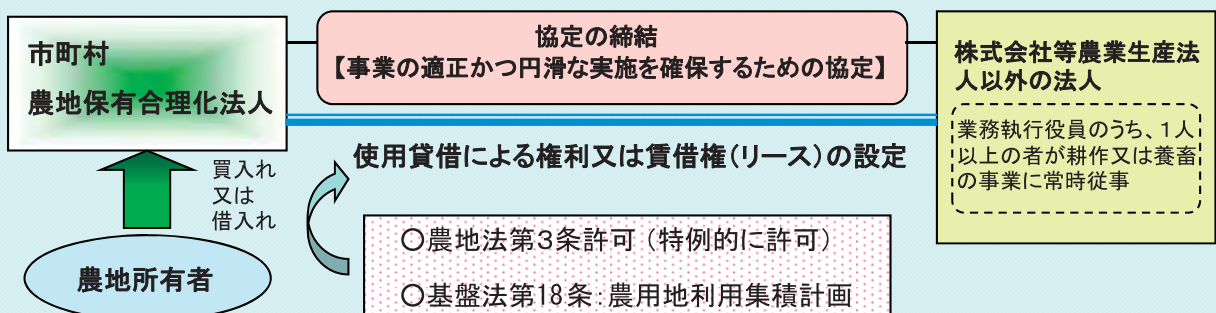 市町村
農地保有合理化法人
協定の締結
【事業の適正かつ円滑な実施を確保するための協定】
株式会社等農業生産法
人以外の法人
業務執行役員のうち、1人
以上の者が耕作又は養畜
の事業に常時従事
使用貸借による権利又は賃借権(リース)の設定
買入れ
又は
借入れ
農地所有者
○農地法第3条許可(特例的に許可)
○基盤法第18条:農用地利用集積計画